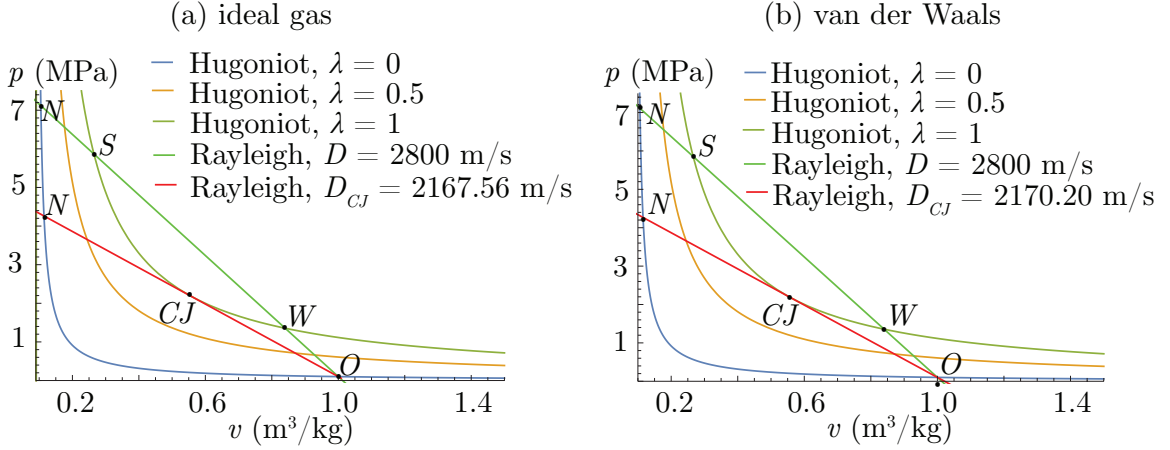 (a) ideal gas
p (MPa)
Hugoniot, λ = 0
Hugoniot, λ = 0.5
Hugoniot, λ = 1
Rayleigh, D = 2800 m/s
Rayleigh, D_CJ = 2167.56 m/s
7
5
3
1
N
S
N
CJ
W
O
0.2 0.6 1.0 1.4
v (m³/kg)
(b) van der Waals
p (MPa)
Hugoniot, λ = 0
Hugoniot, λ = 0.5
Hugoniot, λ = 1
Rayleigh, D = 2800 m/s
Rayleigh, D_CJ = 2170.20 m/s
7
5
3
1
N
S
N
CJ
W
O
0.2 0.6 1.0 1.4
v (m³/kg)